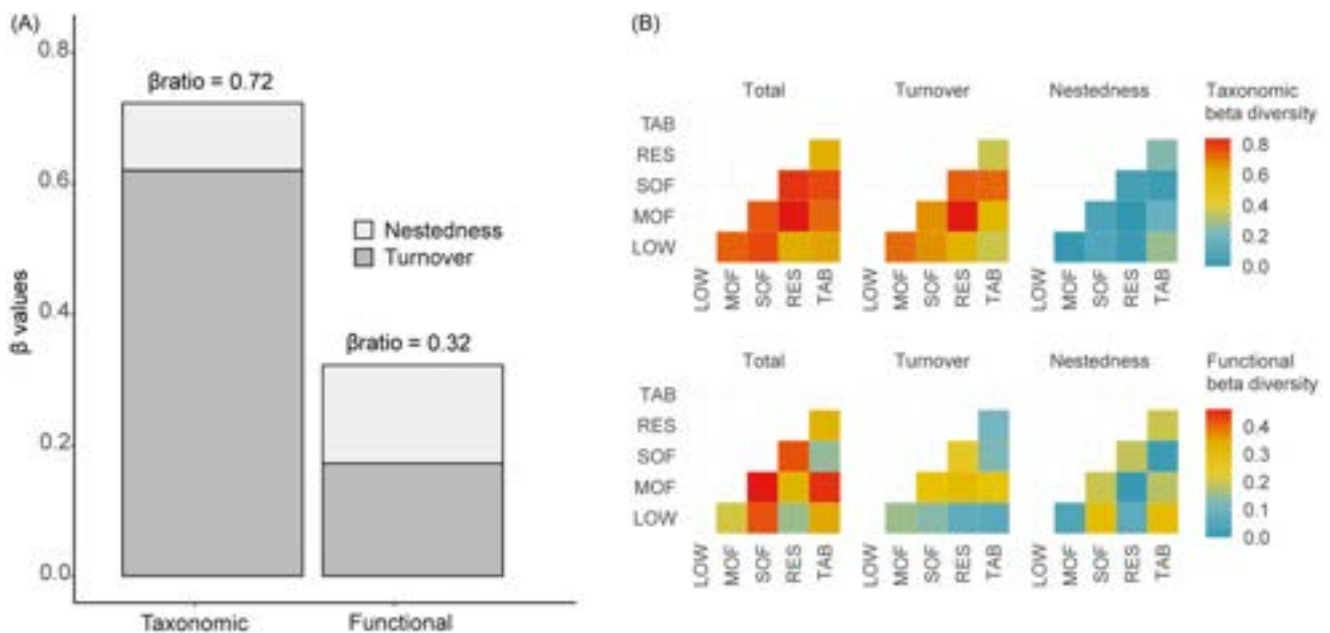 (A)
0.8
0.6
0.4
0.2
0.0
β values
βratio = 0.72
βratio = 0.32
Nestedness
Turnover
Taxonomic
Functional
(B)
Total
Turnover
Nestedness
Taxonomic
beta diversity
TAB
RES
SOF
MOF
LOW
LOW
MOF
SOF
RES
TAB
LOW
MOF
SOF
RES
TAB
LOW
MOF
SOF
RES
TAB
0.8
0.6
0.4
0.2
0.0
Total
Turnover
Nestedness
Functional
beta diversity
TAB
RES
SOF
MOF
LOW
LOW
MOF
SOF
RES
TAB
LOW
MOF
SOF
RES
TAB
LOW
MOF
SOF
RES
TAB
0.4
0.3
0.2
0.1
0.0